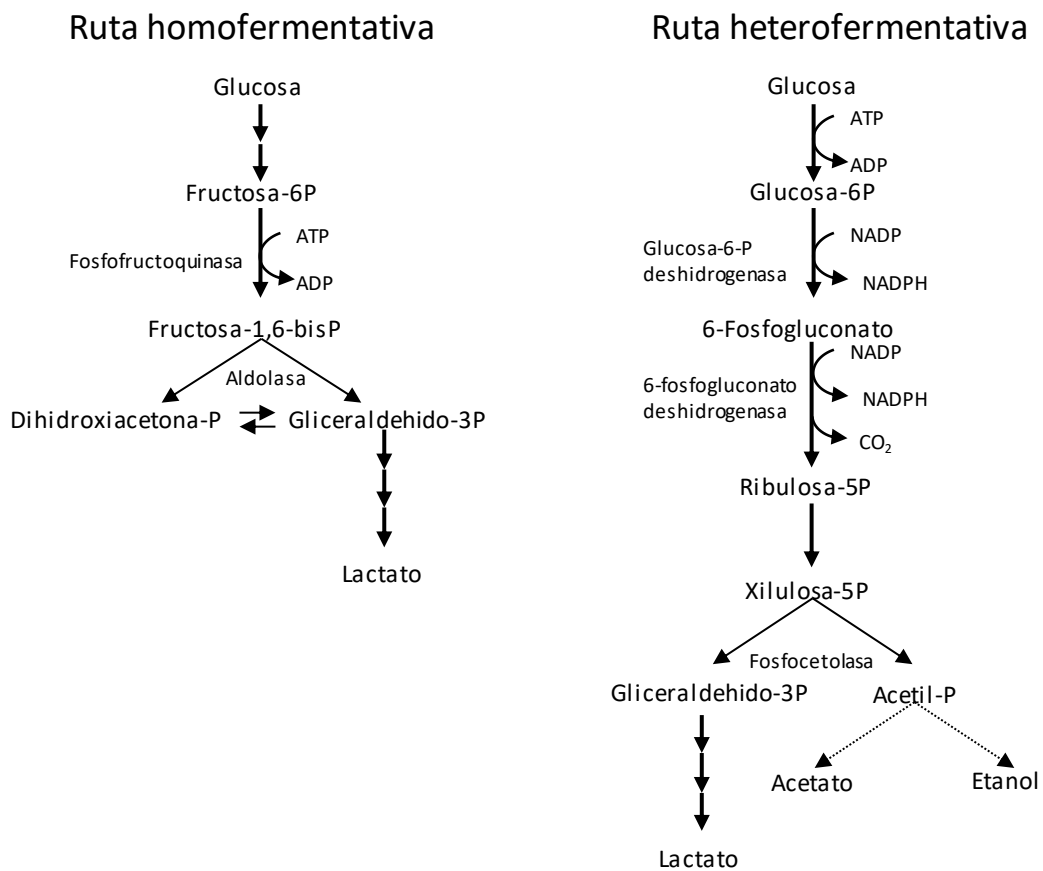 Ruta homofermentativa
Glucosa
Fructosa-6P
Fosfofructoquinasa
ATP
ADP
Fructosa-1,6-bisP
Aldolasa
Dihidroxiacetona-P
Gliceraldehido-3P
Lactato
Ruta heterofermentativa
Glucosa
ATP
ADP
Glucosa-6P
Glucosa-6-P
deshidrogenasa
NADP
NADPH
6-Fosfogluconato
6-fosfogluconato
deshidrogenasa
NADP
NADPH
CO₂
Ribulosa-5P
Xilulosa-5P
Fosfocetolasa
Gliceraldehido-3P
Acetil-P
Acetato
Etanol
Lactato